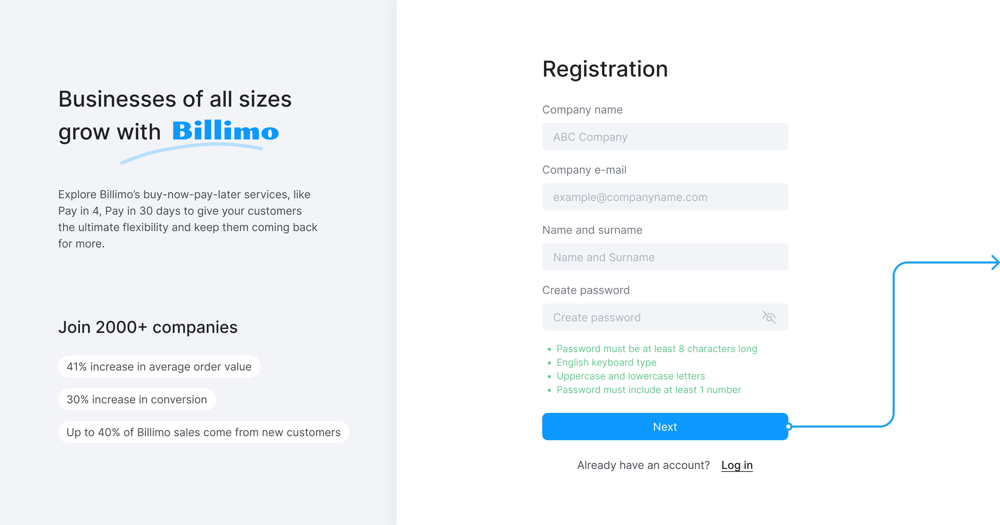 Businesses of all sizes
grow with Billimo
Explore Billimo’s buy-now-pay-later services, like
Pay in 4, Pay in 30 days to give your customers
the ultimate flexibility and keep them coming back
for more.
Join 2000+ companies
41% increase in average order value
30% increase in conversion
Up to 40% of Billimo sales come from new customers
Registration
Company name
ABC Company
Company e-mail
example@companyname.com
Name and surname
Name and Surname
Create password
Create password
• Password must be at least 8 characters long
• English keyboard type
• Uppercase and lowercase letters
• Password must include at least 1 number
Next
Already have an account? Log in